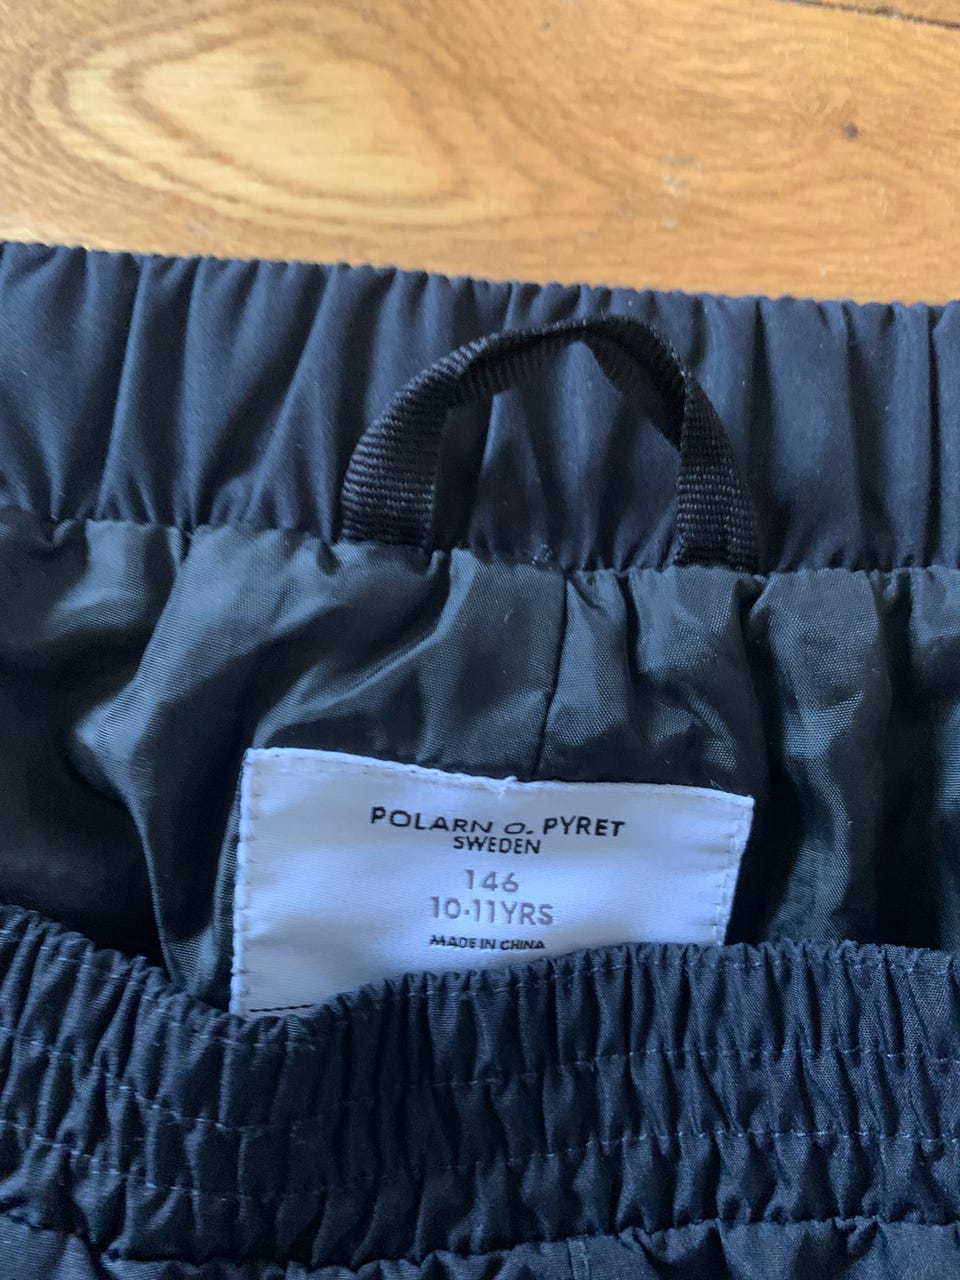 POLARN O. PYRET
SWEDEN
146
10-11YRS
MADE IN CHINA